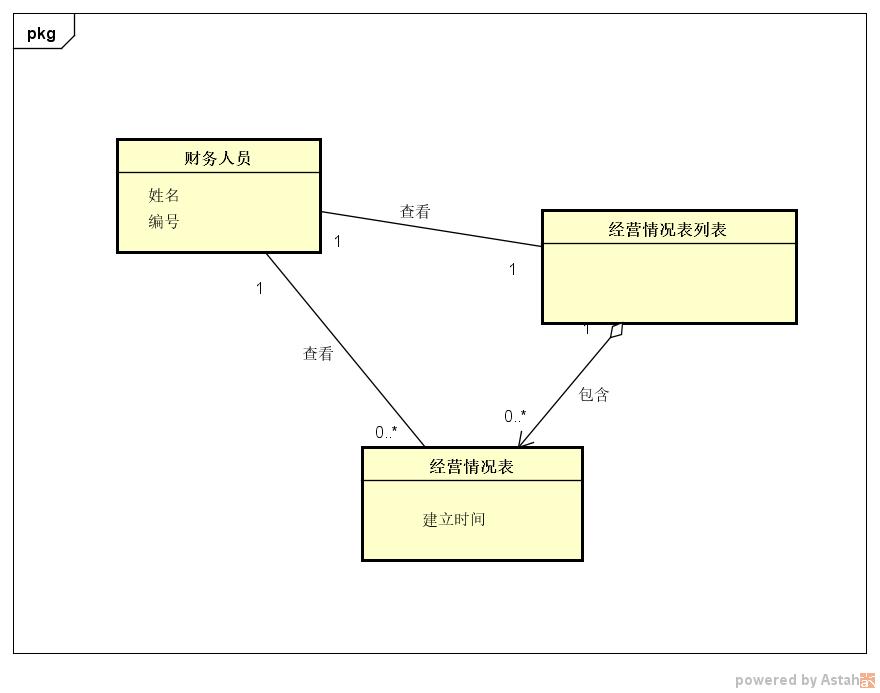 pkg
财务人员
姓名
编号
查看
1
1
经营情况表列表
1
查看
0..*
1
包含
0..*
经营情况表
建立时间
powered by Astah